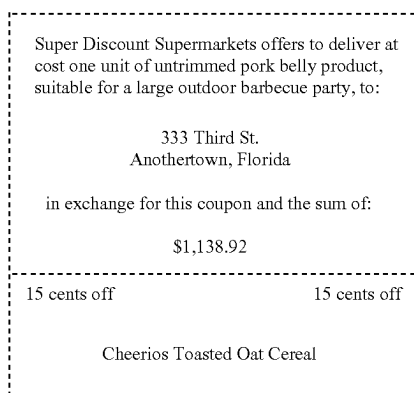 Super Discount Supermarkets offers to deliver at
cost one unit of untrimmed pork belly product,
suitable for a large outdoor barbecue party, to:
333 Third St.
Anothertown, Florida
in exchange for this coupon and the sum of:
$1,138.92
15 cents off 15 cents off
Cheerios Toasted Oat Cereal